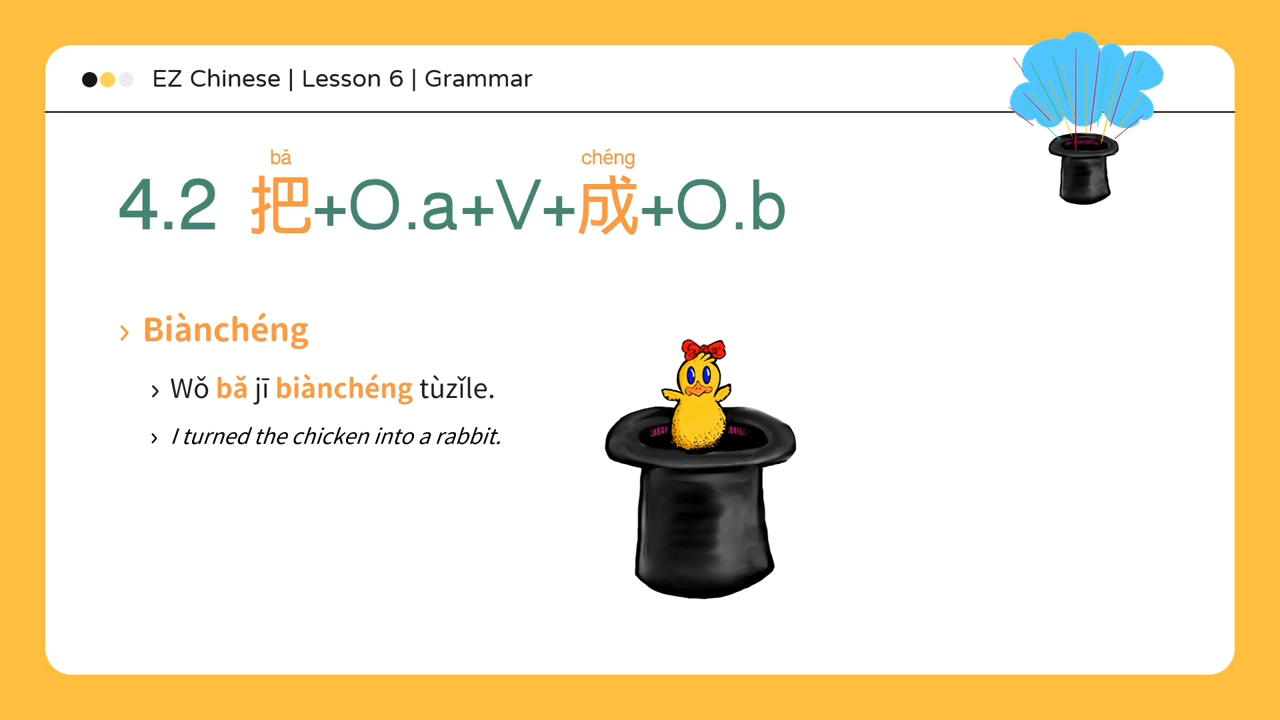 EZ Chinese | Lesson 6 | Grammar
bǎ chéng
4.2 把+O.a+V+成+O.b
› Biànchéng
› Wǒ bǎ jī biànchéng tùzǐle.
› I turned the chicken into a rabbit.